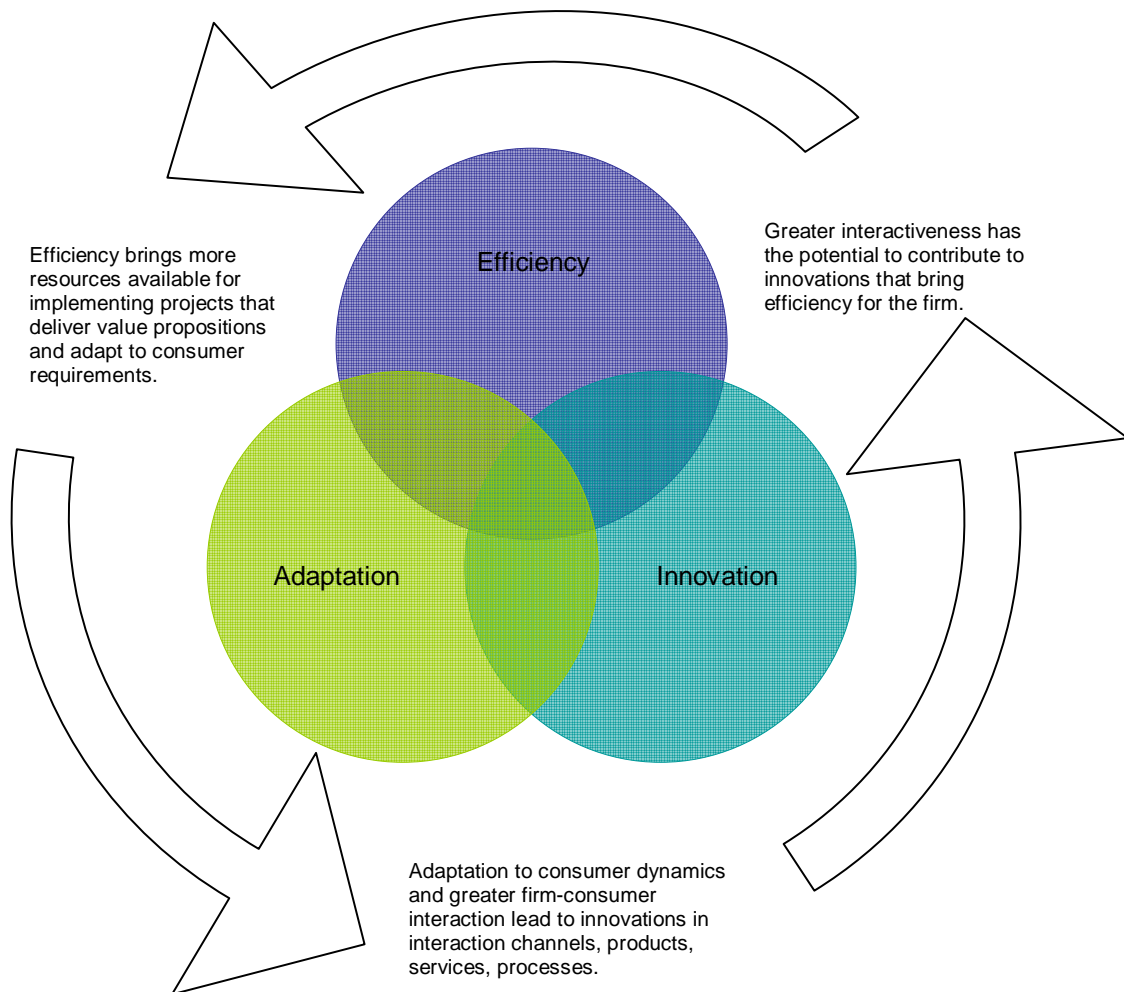 Efficiency brings more
resources available for
implementing projects that
deliver value propositions
and adapt to consumer
requirements.
Efficiency
Greater interactiveness has
the potential to contribute to
innovations that bring
efficiency for the firm.
Adaptation
Innovation
Adaptation to consumer dynamics
and greater firm-consumer
interaction lead to innovations in
interaction channels, products,
services, processes.